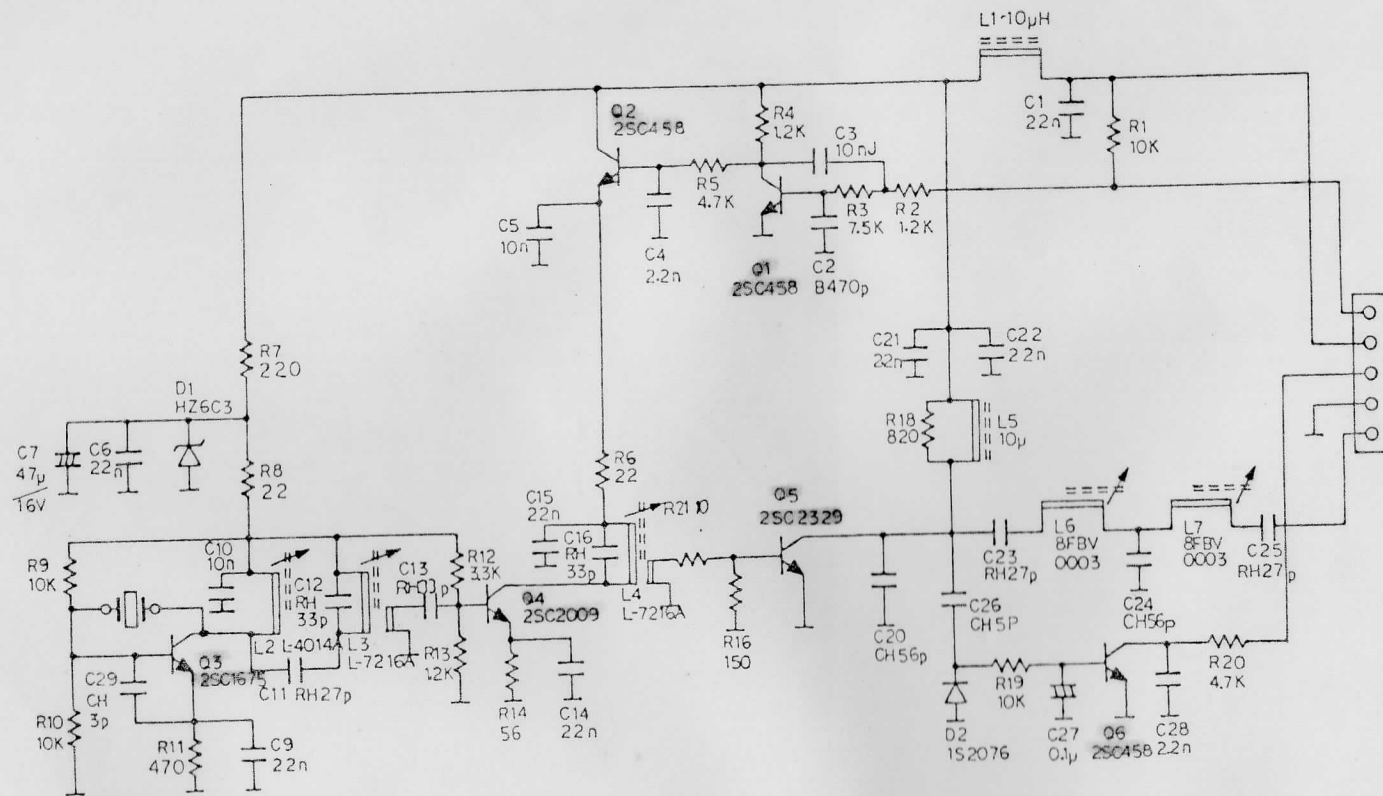 L1-10µH
Q2
2SC458
R4
1.2K
C3
10nJ
C1
22n
R1
10K
R5
4.7K
C5
10n
C4
2.2n
R3
7.5K
R2
1.2K
Q1
2SC458
C2
B470p
C21
22n
C22
2.2n
R7
220
D1
HZ6C3
C7
47µ
16V
C6
22n
R8
22
R18
820
L5
10µ
R6
22
C15
22n
C16
RH
33p
R21 10
Q5
2SC2329
L6
8FBV
0003
L7
8FBV
0003
C23
RH27p
C25
RH27p
R9
10K
C10
10n
C12
RH
33p
C13
R12
3.3K
Q4
2SC2009
L4
L-7216A
C24
CH56p
L2
L-4014A
L3
L-7216A
R13
1.2K
R16
150
C20
CH56p
C26
CH5P
Q3
2SC1675
C11
RH27p
C29
CH
3p
R20
4.7K
R19
10K
R10
10K
R11
470
C9
22n
R14
56
C14
22n
D2
1S2076
C27
0.1µ
Q6
2SC458
C28
2.2n